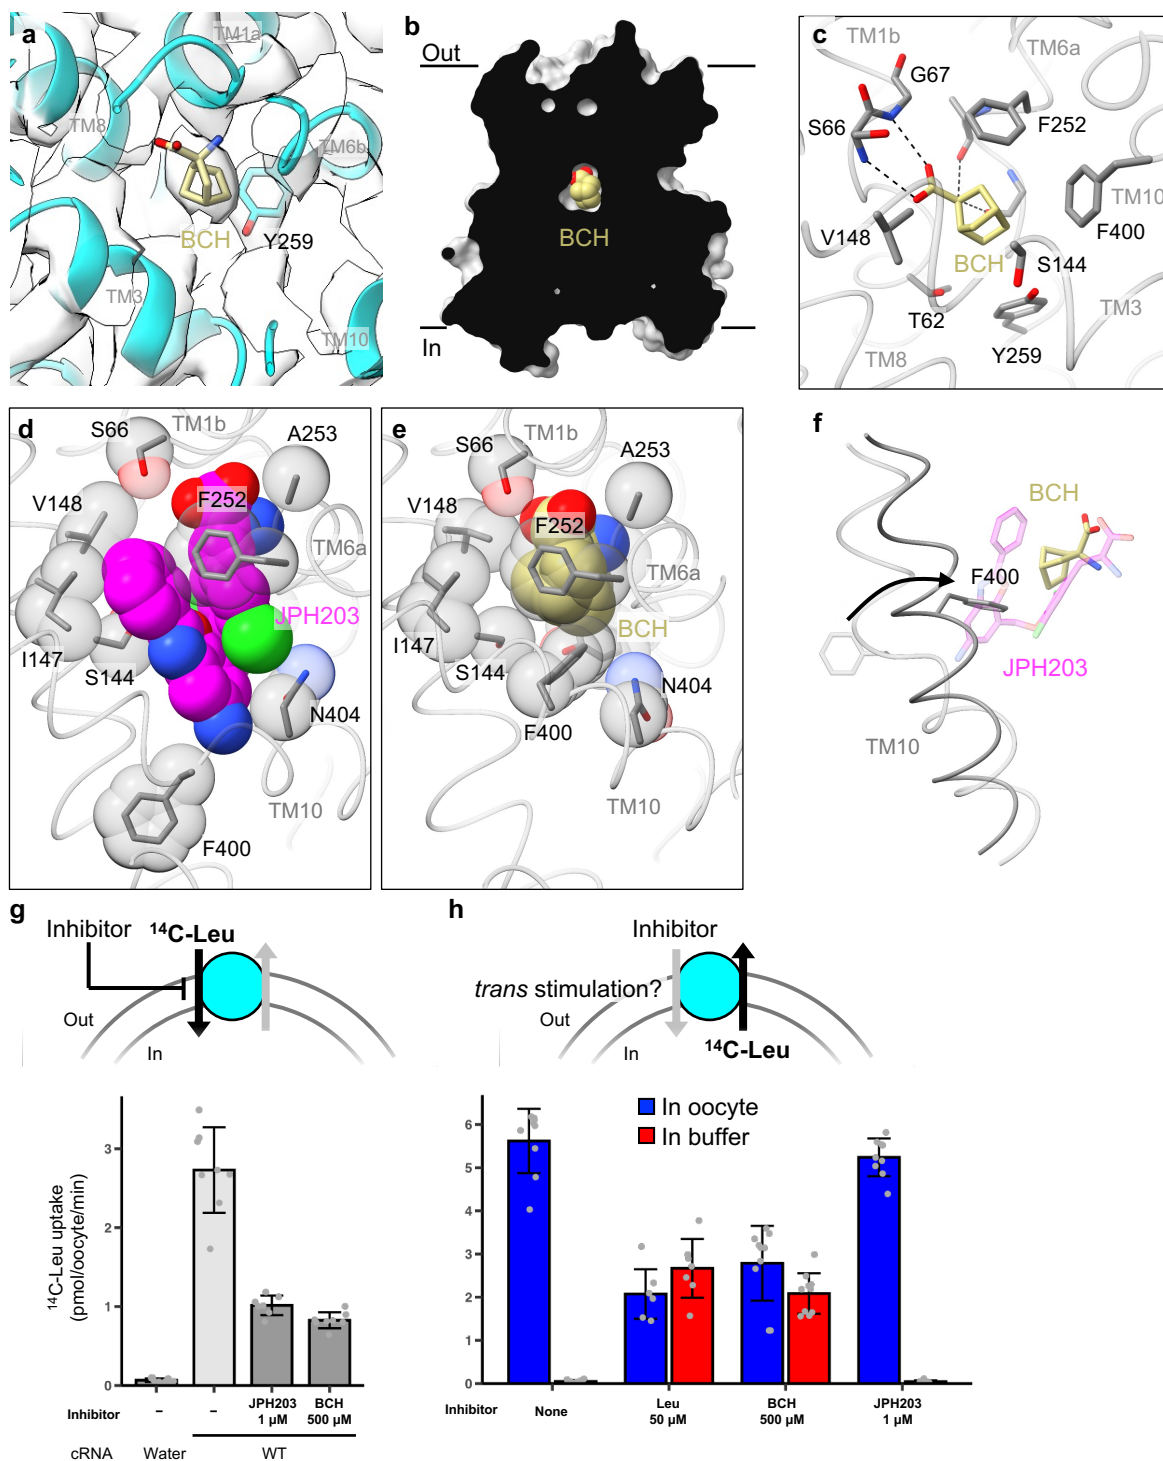 a
TM1a
TM8
TM6b
BCH
Y259
TM3
TM10
b
Out
BCH
In
c
TM1b
TM6a
G67
S66
F252
TM10
F400
V148
BCH
S144
T62
TM3
Y259
TM8
d
TM1b
S66
A253
V148
F252
TM6a
JPH203
I147
S144
N404
TM10
F400
e
TM1b
S66
A253
V148
F252
TM6a
BCH
I147
S144
N404
F400
TM10
f
BCH
F400
JPH203
TM10
g
Inhibitor
14C-Leu
Out
In
14C-Leu uptake
(pmol/oocyte/min)
3
2
1
0
Inhibitor
–
–
JPH203
1 µM
BCH
500 µM
cRNA
Water
WT
h
Inhibitor
trans stimulation?
Out
In
14C-Leu
In oocyte
In buffer
6
5
4
3
2
1
0
Inhibitor
None
Leu
50 µM
BCH
500 µM
JPH203
1 µM